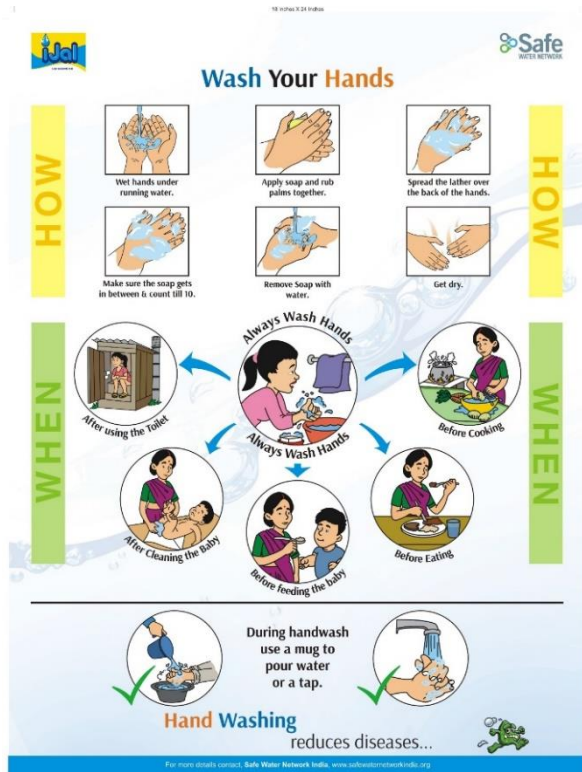 18 Inches X 24 Indhes
iJal
Safe
WATER NETWORK
Wash Your Hands
HOW
HOW
Wet hands under
running water.
Apply soap and rub
palms together.
Spread the lather over
the back of the hands.
Make sure the soap gets
in between & count till 10.
Remove Soap with
water.
Get dry.
WHEN
WHEN
Always Wash Hands
Always Wash Hands
After using the Toilet
Before Cooking
After Cleaning the Baby
Before feeding the baby
Before Eating
During handwash
use a mug to
pour water
or a tap.
Hand Washing
reduces diseases...
For more details contact, Safe Water Network India, www.safewaternetworkindia.org